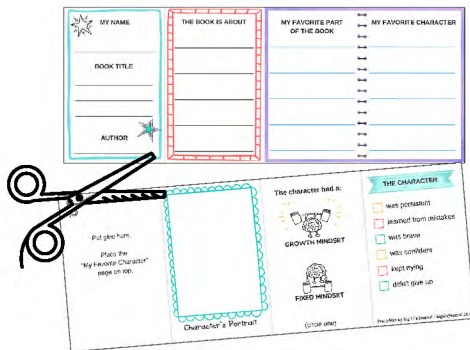 MY NAME
BOOK TITLE
AUTHOR
THE BOOK IS ABOUT
MY FAVORITE PART
OF THE BOOK
MY FAVORITE CHARACTER
Put glue here.
Place the
"My Favorite Character"
page on top.
Character's Portrait
The character had a:
GROWTH MINDSET
FIXED MINDSET
(circle one)
THE CHARACTER
was persistent
learned from mistakes
was brave
was confident
kept trying
didn't give up